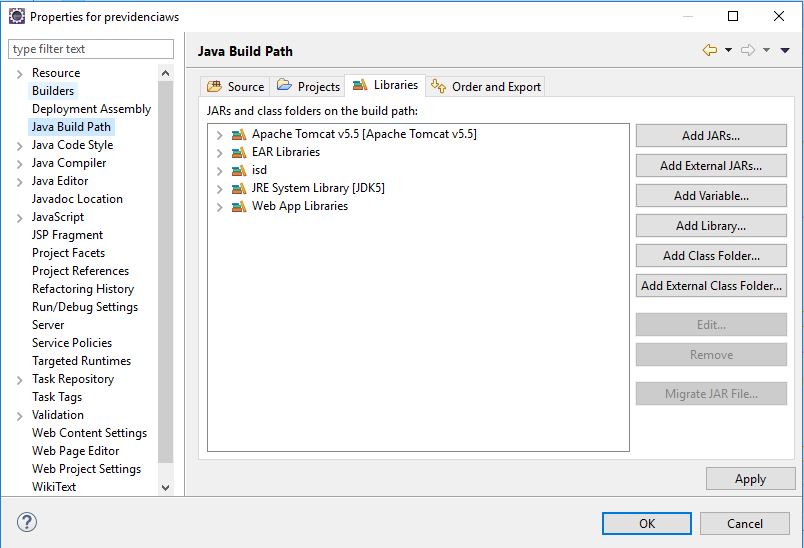 Properties for previdenciaws
type filter text
Resource
Builders
Deployment Assembly
Java Build Path
Java Code Style
Java Compiler
Java Editor
Javadoc Location
JavaScript
JSP Fragment
Project Facets
Project References
Refactoring History
Run/Debug Settings
Server
Service Policies
Targeted Runtimes
Task Repository
Task Tags
Validation
Web Content Settings
Web Page Editor
Web Project Settings
WikiText
Java Build Path
Source Projects Libraries Order and Export
JARs and class folders on the build path:
Apache Tomcat v5.5 [Apache Tomcat v5.5]
EAR Libraries
isd
JRE System Library [JDK5]
Web App Libraries
Add JARs...
Add External JARs...
Add Variable...
Add Library...
Add Class Folder...
Add External Class Folder...
Edit...
Remove
Migrate JAR File...
Apply
?
OK Cancel